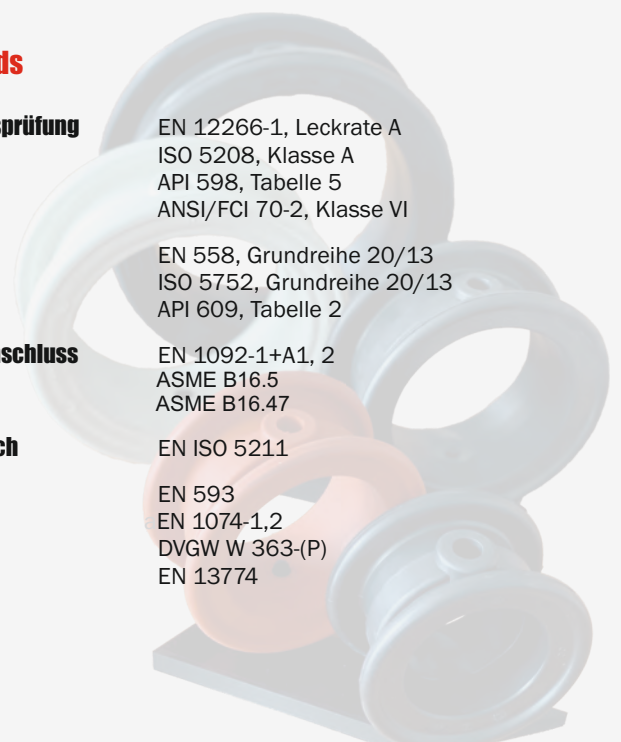 ds
sprüfung EN 12266-1, Leckrate A
ISO 5208, Klasse A
API 598, Tabelle 5
ANSI/FCI 70-2, Klasse VI
EN 558, Grundreihe 20/13
ISO 5752, Grundreihe 20/13
API 609, Tabelle 2
nschluss EN 1092-1+A1, 2
ASME B16.5
ASME B16.47
ch EN ISO 5211
EN 593
EN 1074-1,2
DVGW W 363-(P)
EN 13774